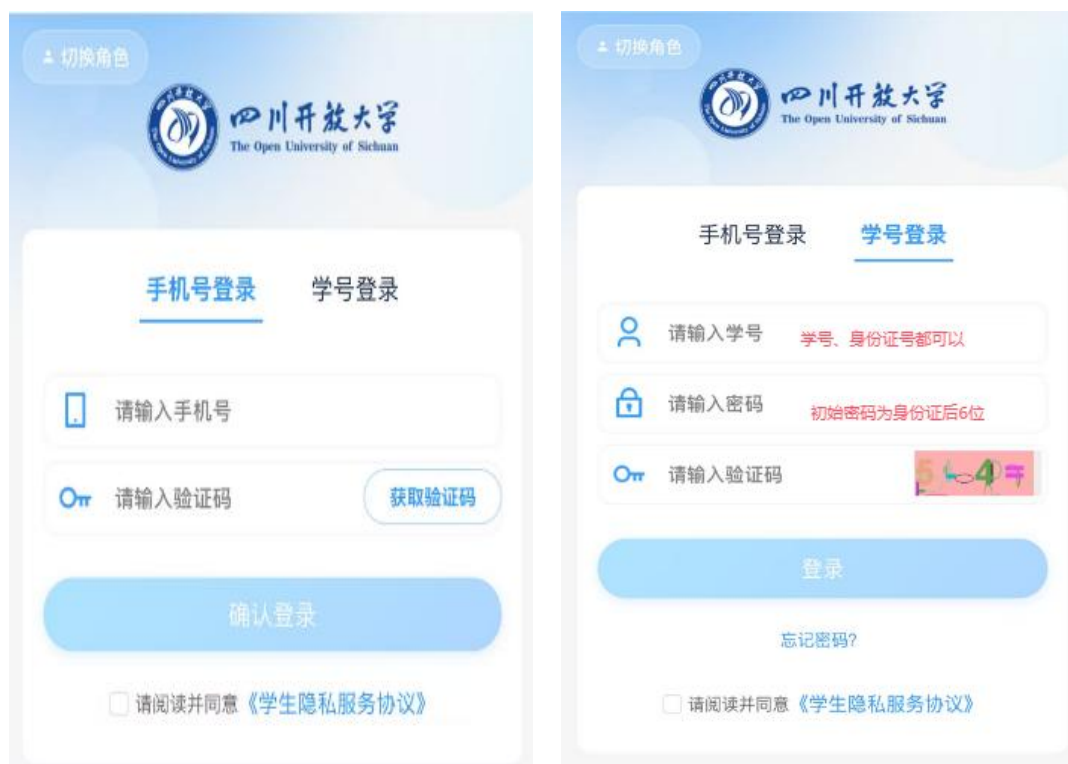 切换角色
四川开放大学
The Open University of Sichuan
手机号登录
学号登录
请输入手机号
请输入验证码
获取验证码
确认登录
请阅读并同意《学生隐私服务协议》
切换角色
四川开放大学
The Open University of Sichuan
手机号登录
学号登录
请输入学号 学号、身份证号都可以
请输入密码 初始密码为身份证后6位
请输入验证码
登录
忘记密码?
请阅读并同意《学生隐私服务协议》